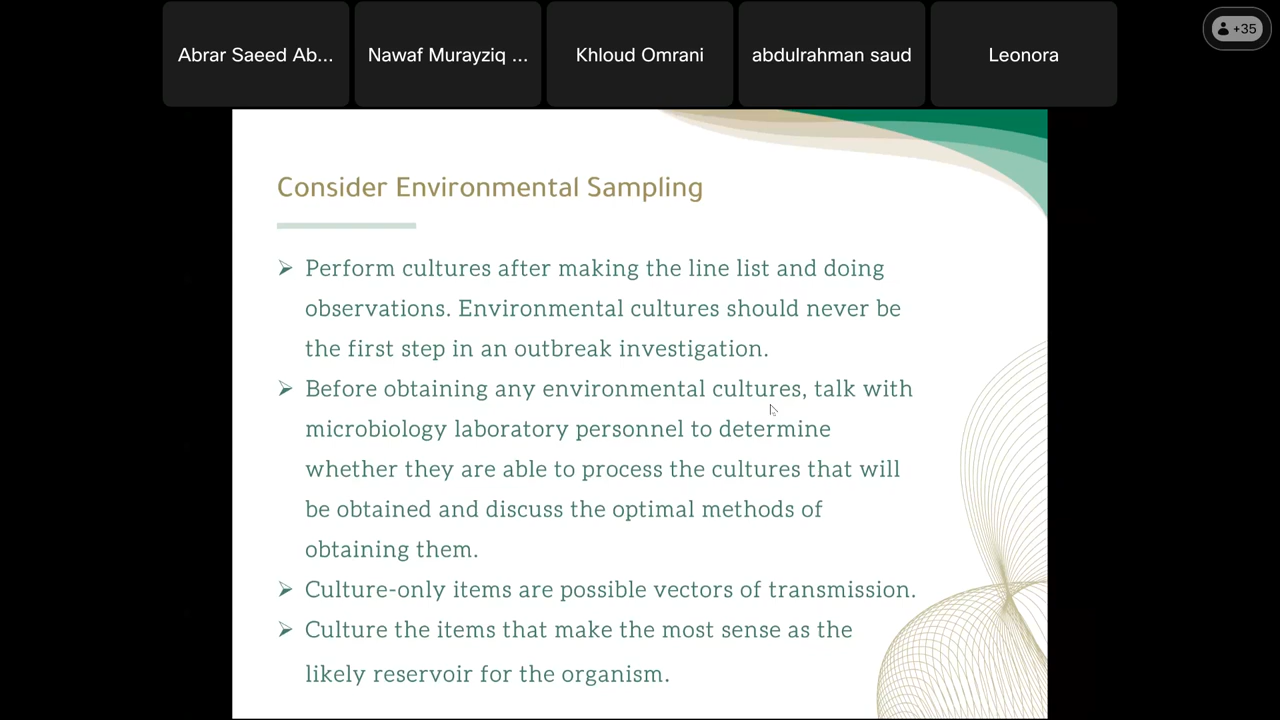 Abrar Saeed Ab...
Nawaf Murayziq ...
Khloud Omrani
abdulrahman saud
Leonora
+35
Consider Environmental Sampling
Perform cultures after making the line list and doing
observations. Environmental cultures should never be
the first step in an outbreak investigation.
Before obtaining any environmental cultures, talk with
microbiology laboratory personnel to determine
whether they are able to process the cultures that will
be obtained and discuss the optimal methods of
obtaining them.
Culture-only items are possible vectors of transmission.
Culture the items that make the most sense as the
likely reservoir for the organism.